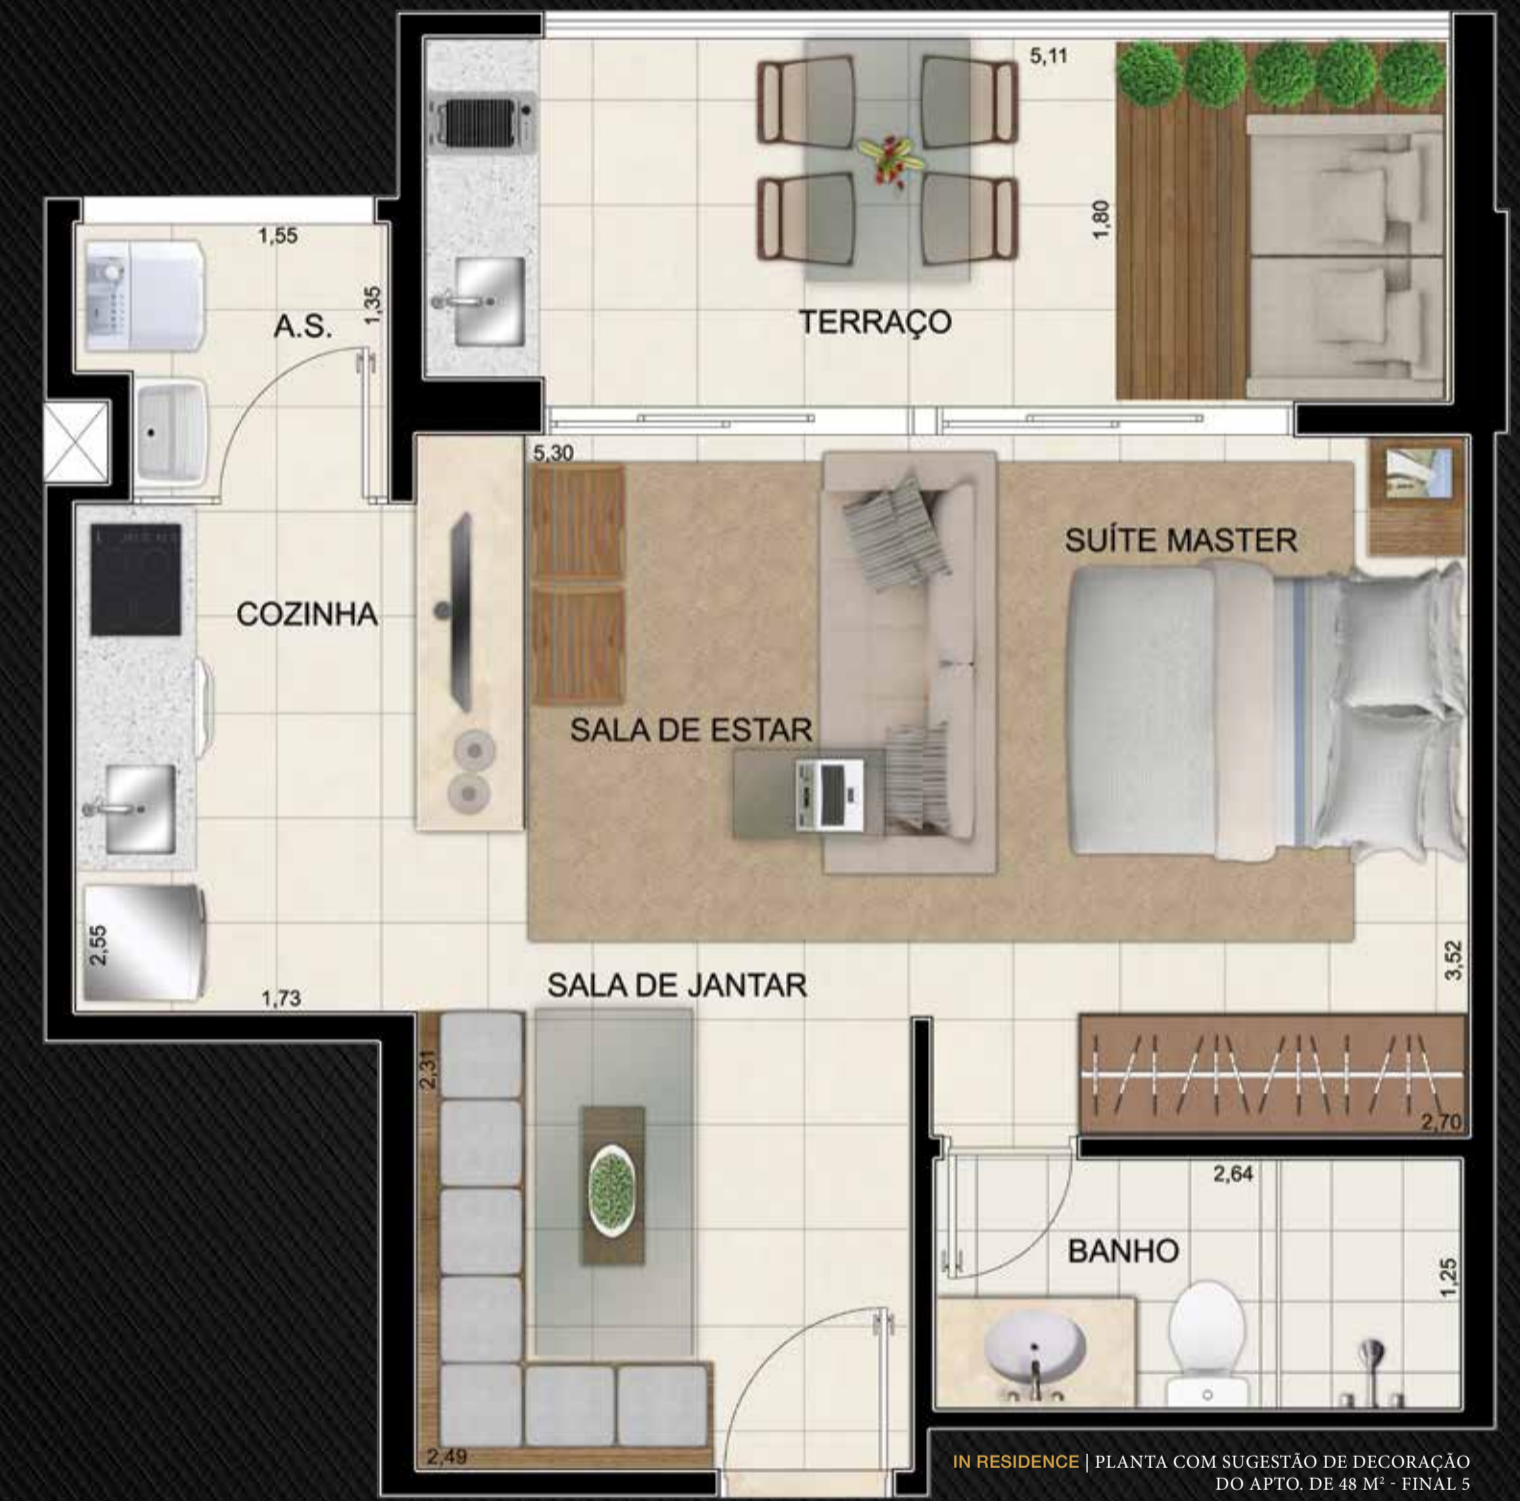 5,11
1,80
TERRAÇO
1,55
1,35
A.S.
5,30
SUÍTE MASTER
COZINHA
SALA DE ESTAR
2,55
1,73
SALA DE JANTAR
3,52
2,31
2,70
2,64
BANHO
1,25
2,49
IN RESIDENCE | PLANTA COM SUGESTÃO DE DECORAÇÃO
DO APTO. DE 48 M² - FINAL 5